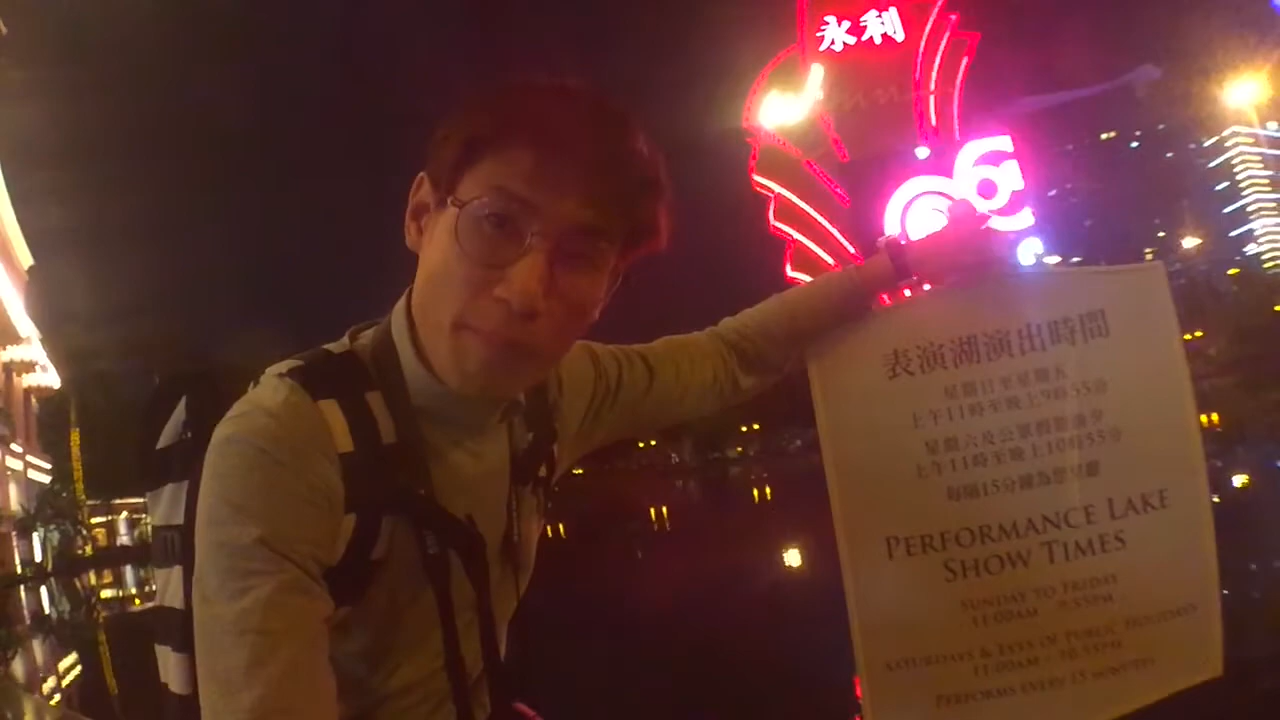 永利
表演湖演出時間
星期日至星期五
上午11時至晚上9時55分
星期六及公眾假期前夕
上午11時至晚上10時55分
每隔15分鐘為您呈獻
PERFORMANCE LAKE
SHOW TIMES
SUNDAY TO FRIDAY
11:00AM - 9:55PM
SATURDAYS & EVES OF PUBLIC HOLIDAYS
11:00AM - 10:55PM
PERFORMS EVERY 15 MINUTES